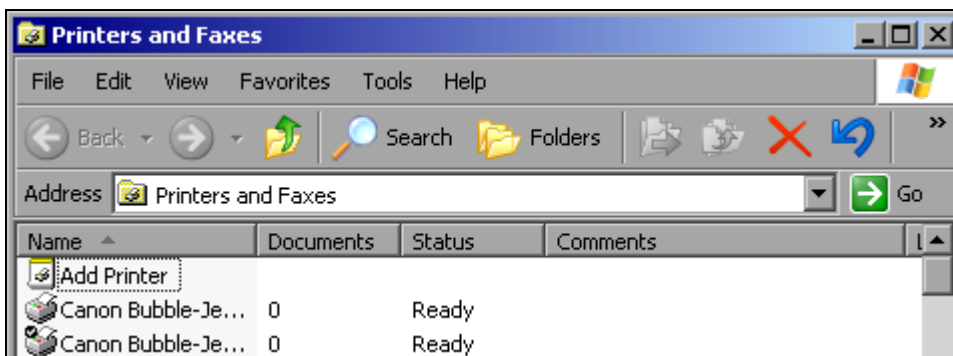 Printers and Faxes
File Edit View Favorites Tools Help
Back Search Folders »
Address Printers and Faxes Go
Name Documents Status Comments
Add Printer
Canon Bubble-Je... 0 Ready
Canon Bubble-Je... 0 Ready